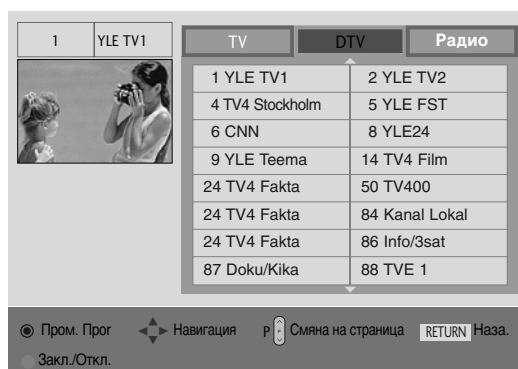 1 YLE TV1
TV DTV Радио
1 YLE TV1 2 YLE TV2
4 TV4 Stockholm 5 YLE FST
6 CNN 8 YLE24
9 YLE Teema 14 TV4 Film
24 TV4 Fakta 50 TV400
24 TV4 Fakta 84 Kanal Lokal
24 TV4 Fakta 86 Info/3sat
87 Doku/Kika 88 TVE 1
Пром. Прог Навигация P Смяна на страница RETURN Наза.
Закл./Откл.